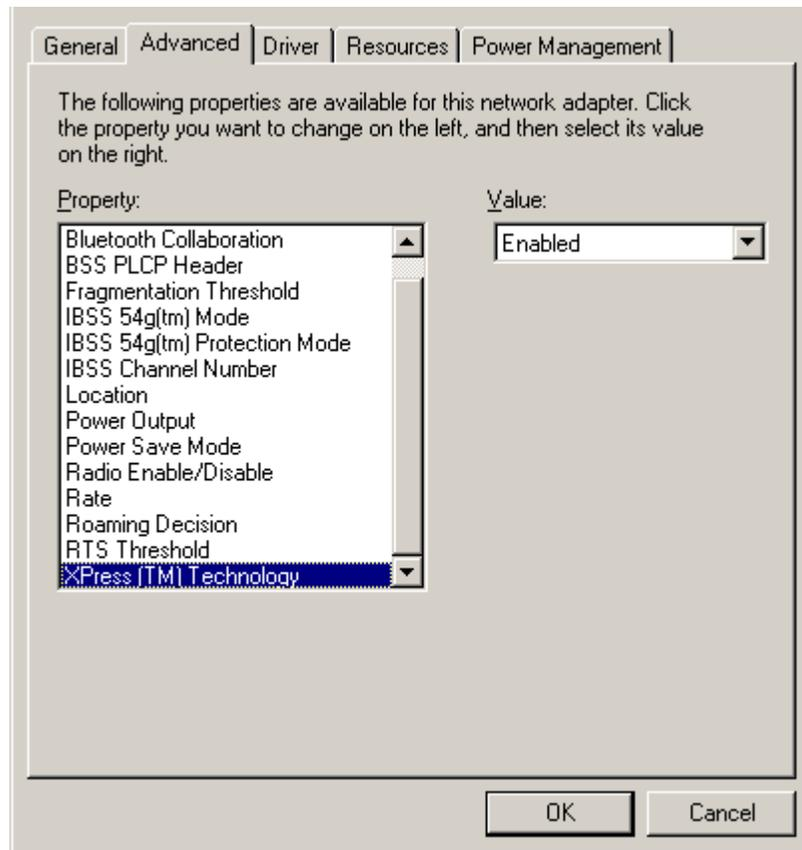 General Advanced Driver Resources Power Management
The following properties are available for this network adapter. Click
the property you want to change on the left, and then select its value
on the right.
Property:
Value:
Bluetooth Collaboration
BSS PLCP Header
Fragmentation Threshold
IBSS 54g(tm) Mode
IBSS 54g(tm) Protection Mode
IBSS Channel Number
Location
Power Output
Power Save Mode
Radio Enable/Disable
Rate
Roaming Decision
RTS Threshold
XPress (TM) Technology
Enabled
OK
Cancel